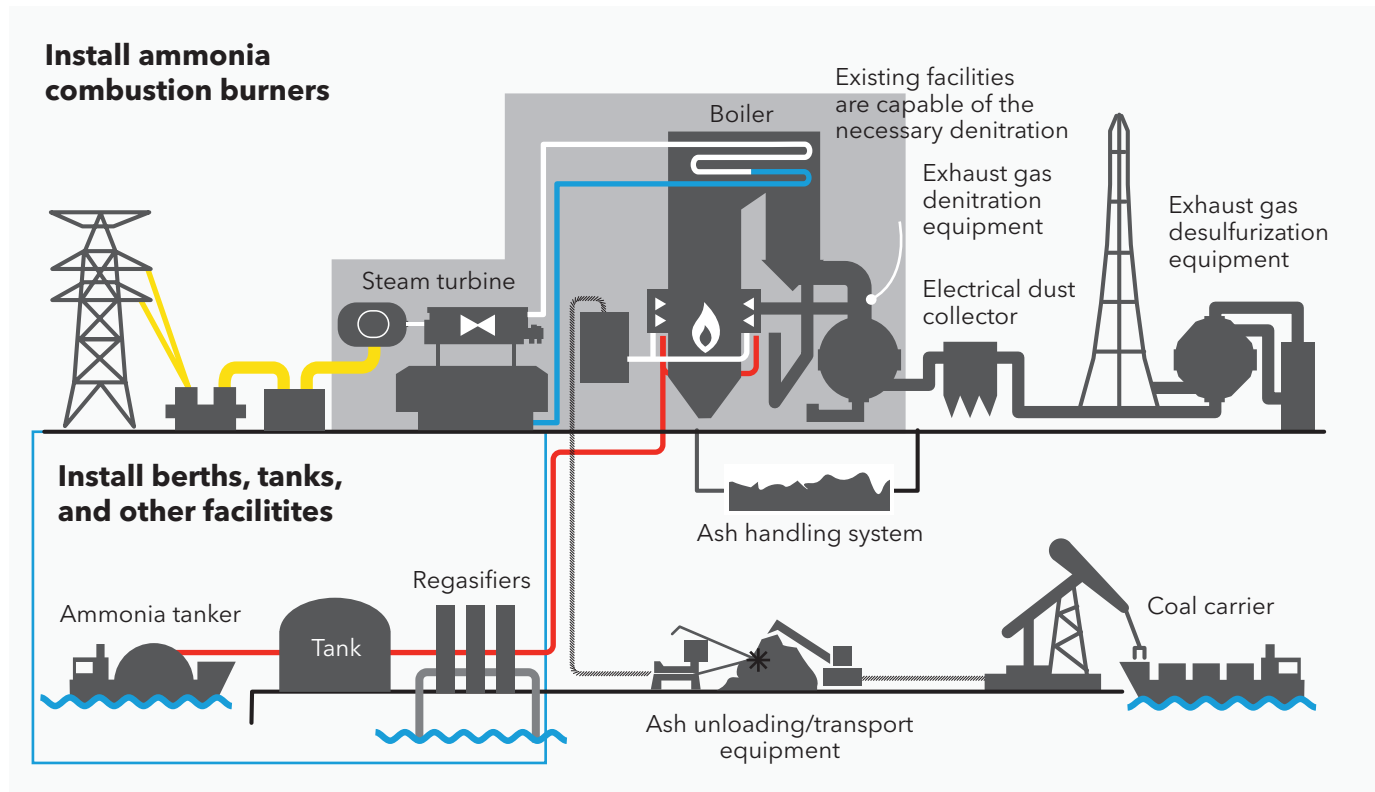 Install ammonia
combustion burners
Boiler
Existing facilities
are capable of the
necessary denitration
Exhaust gas
denitration
equipment
Exhaust gas
desulfurization
equipment
Steam turbine
Electrical dust
collector
Install berths, tanks,
and other facilitites
Ash handling system
Regasifiers
Ammonia tanker
Tank
Coal carrier
Ash unloading/transport
equipment